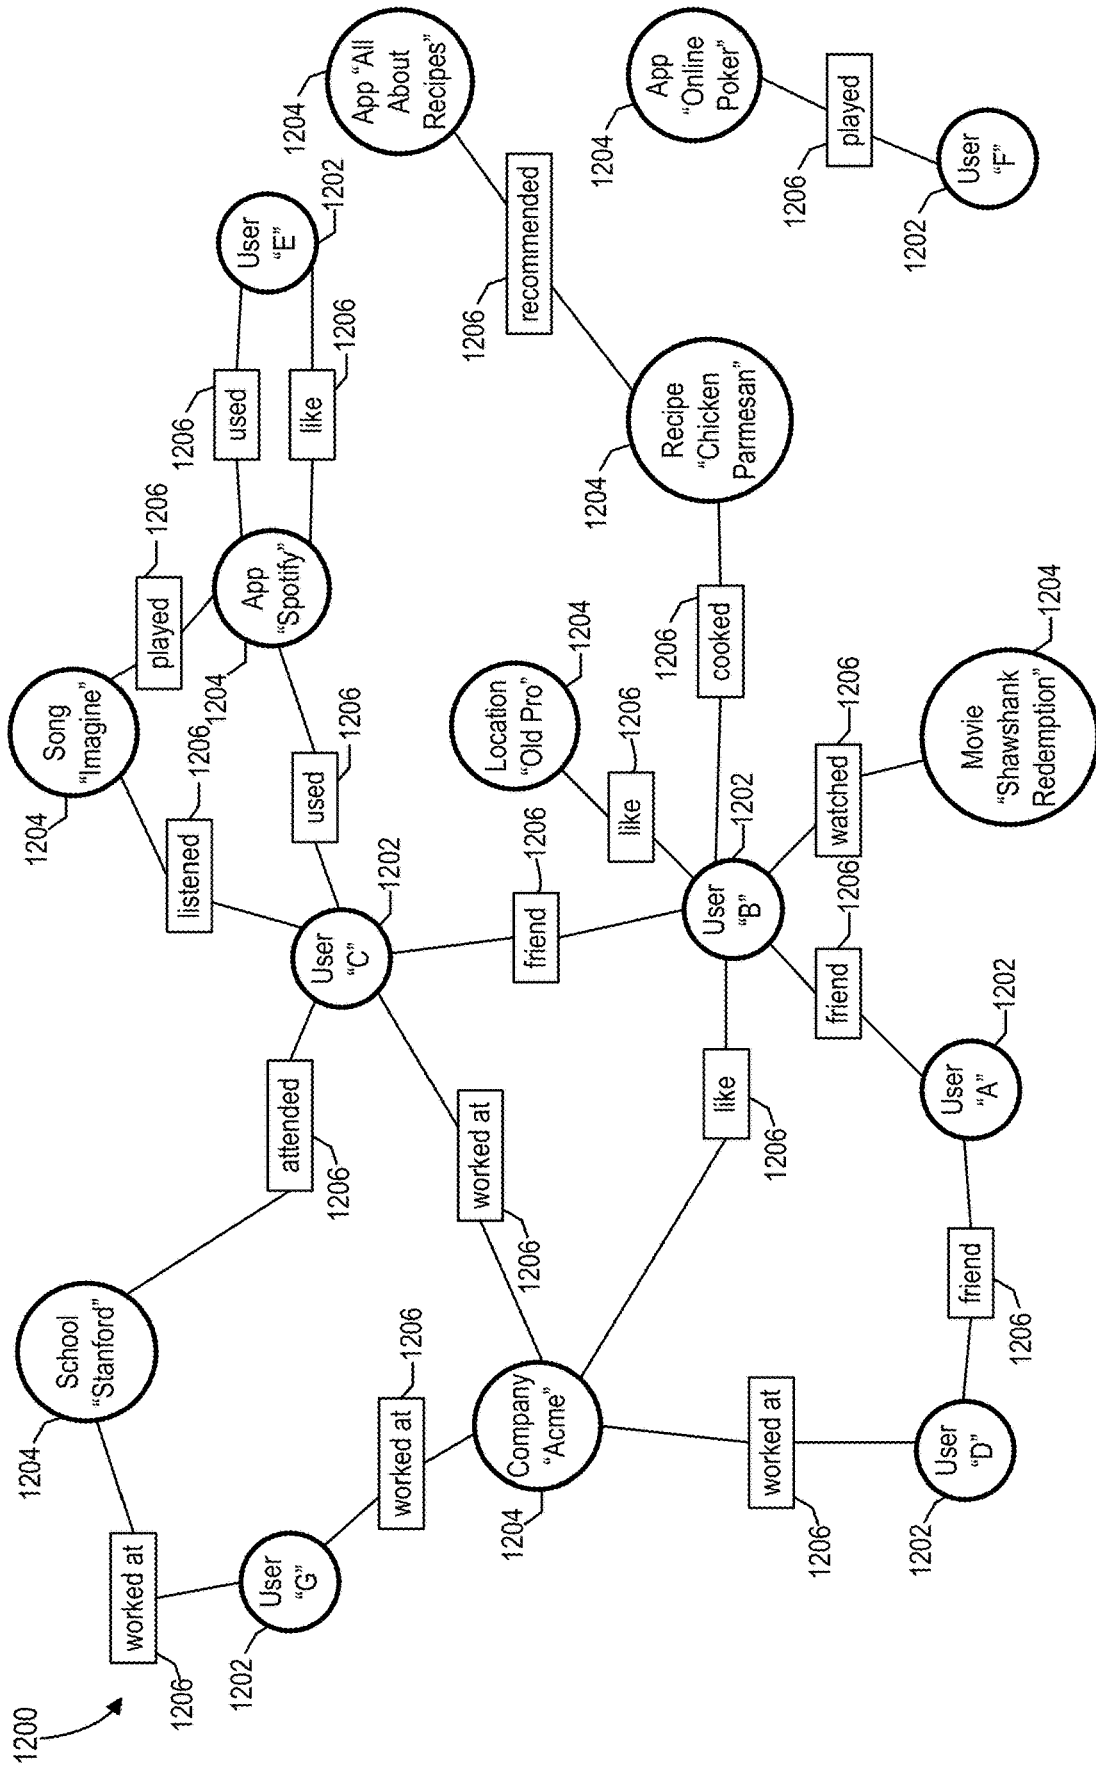 1200
1204
School
"Stanford"
1204
Song
"Imagine"
worked at
1206
listened
1206
played
1206
1202
User
"G"
attended
1206
1204
App
"Spotify"
used
1206
User
"E"
1202
used
1206
like
1206
User
"C"
1202
1204
App "All
About
Recipes"
worked at
1206
worked at
1206
1204
Company
"Acme"
friend
1206
Location
"Old Pro"
1204
recommended
1206
like
1206
1204
Recipe
"Chicken
Parmesan"
1204
App
"Online
Poker"
like
1206
User
"B"
1202
cooked
1206
worked at
1206
friend
1206
watched
1206
played
1206
1202
User
"D"
friend
1206
User
"A"
1202
Movie
"Shawshank
Redemption"
1204
1202
User
"F"